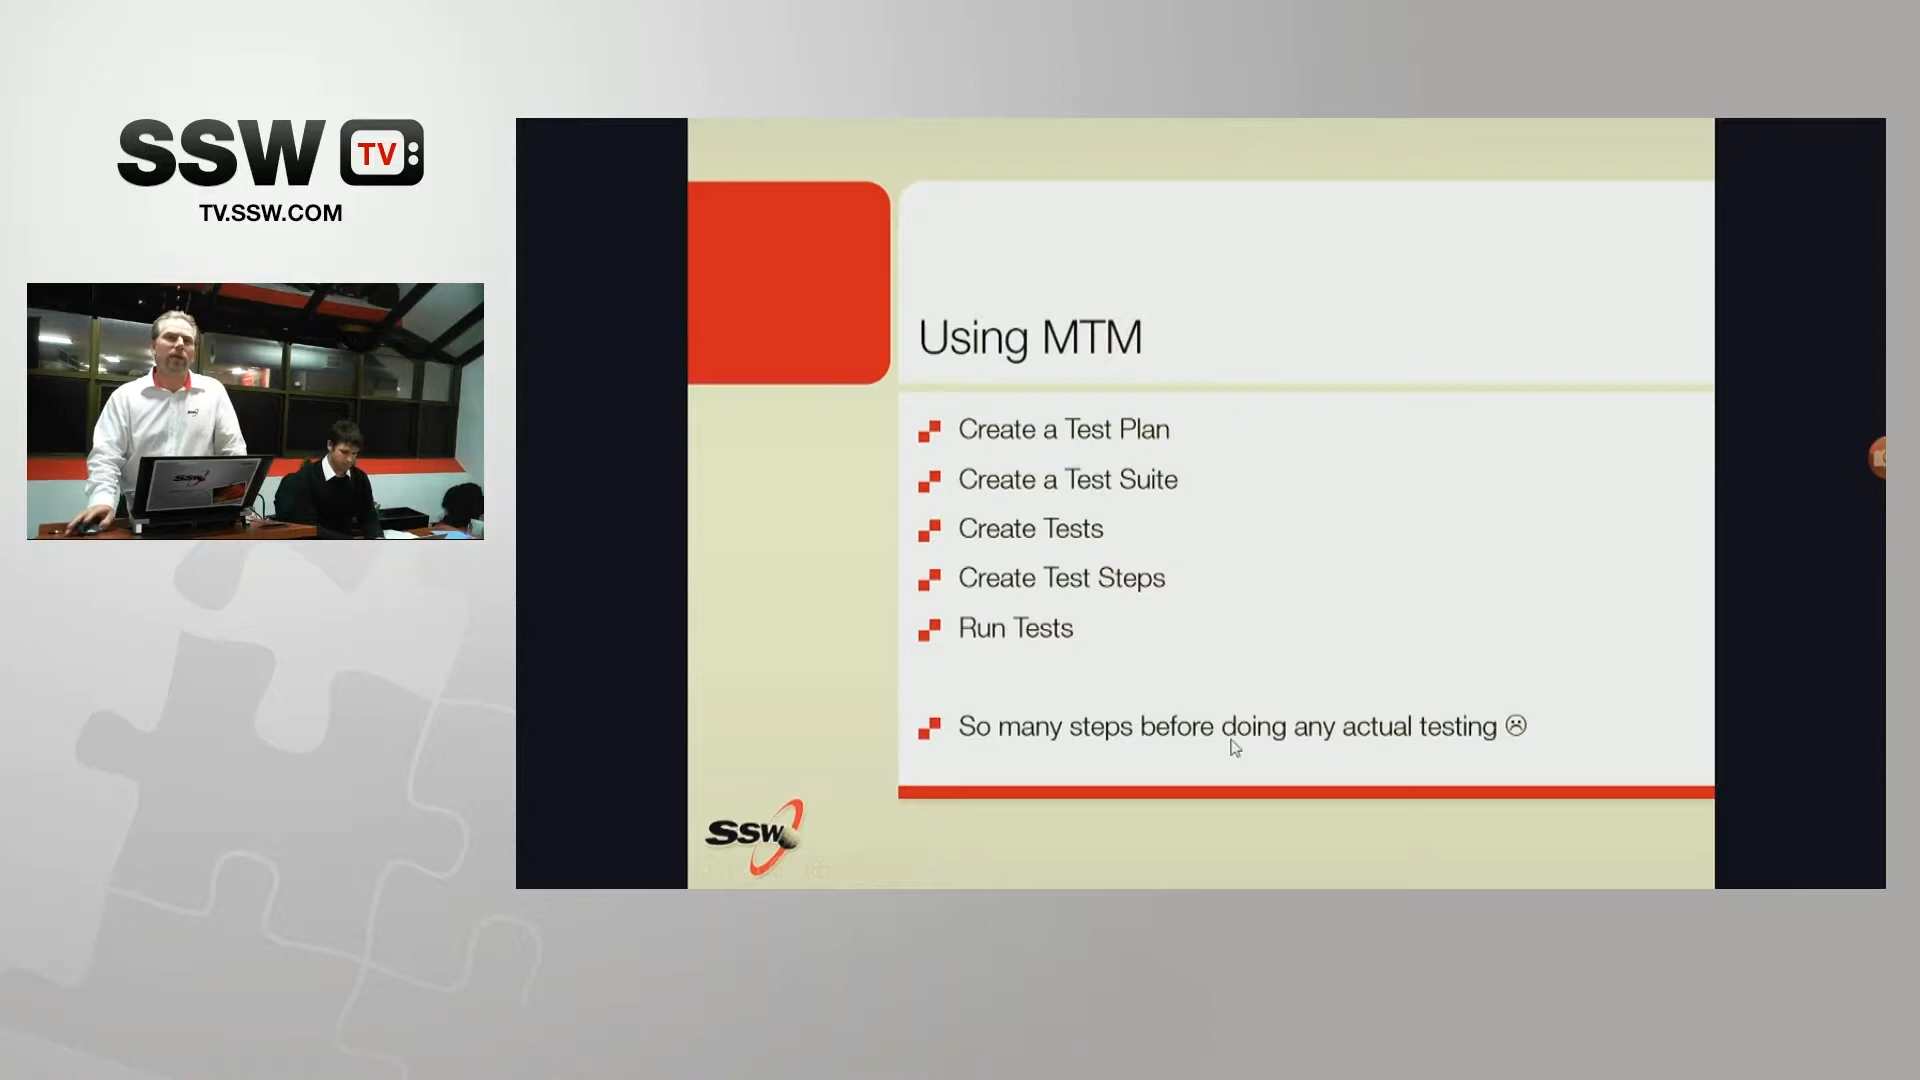 SSW TV:
TV.SSW.COM
SSW
Using MTM
Create a Test Plan
Create a Test Suite
Create Tests
Create Test Steps
Run Tests
So many steps before doing any actual testing ☹
SSW